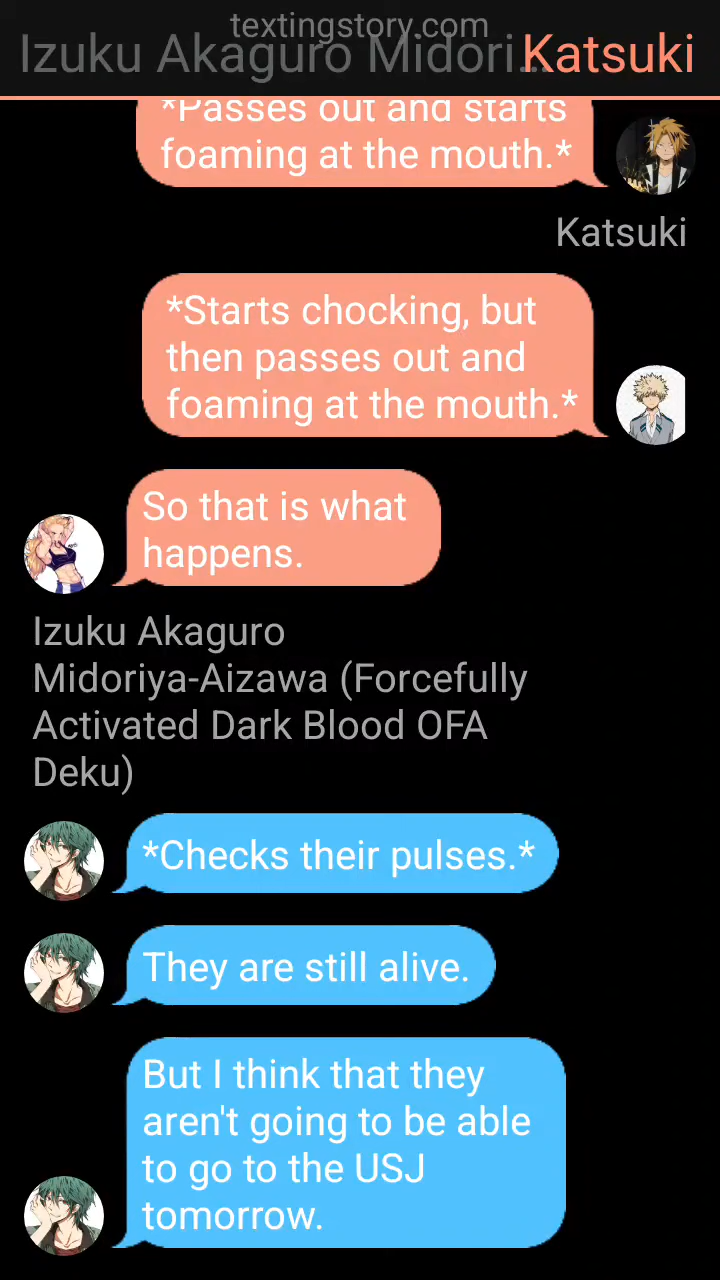 textingstory.com
Izuku Akaguro Midori... Katsuki
*Passes out and starts
foaming at the mouth.*
Katsuki
*Starts chocking, but
then passes out and
foaming at the mouth.*
So that is what
happens.
Izuku Akaguro
Midoriya-Aizawa (Forcefully
Activated Dark Blood OFA
Deku)
*Checks their pulses.*
They are still alive.
But I think that they
aren't going to be able
to go to the USJ
tomorrow.